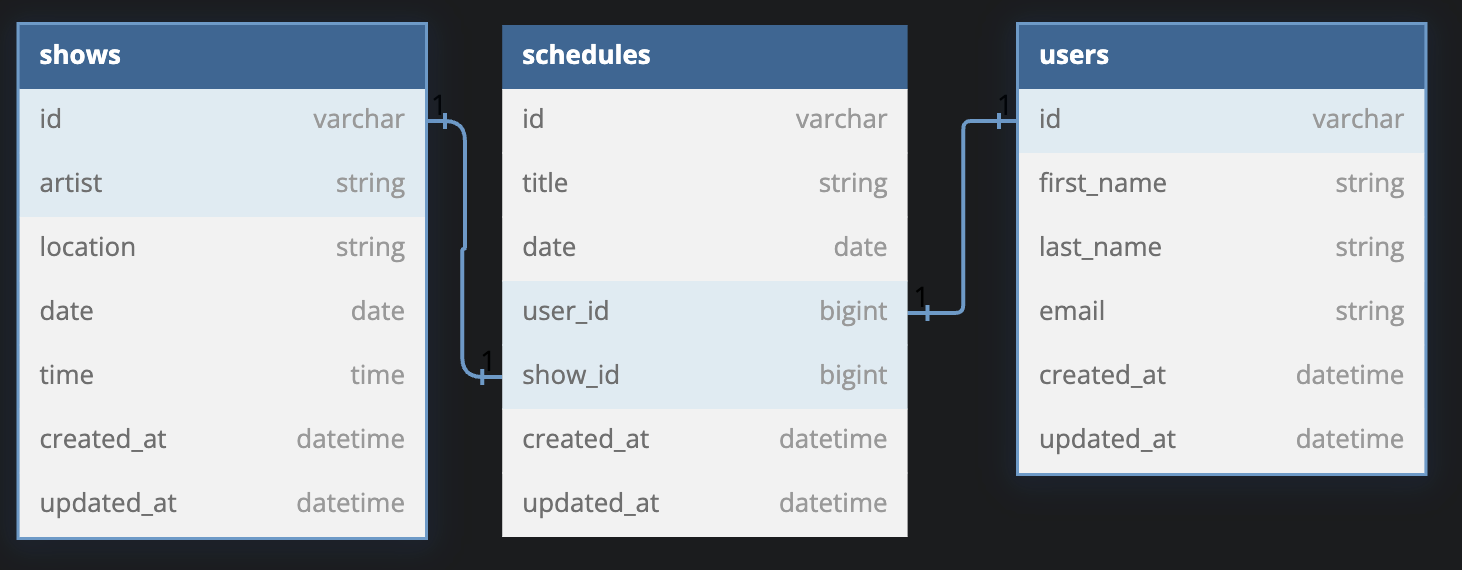 shows
id varchar
artist string
location string
date date
time time
created_at datetime
updated_at datetime
1
1
schedules
id varchar
title string
date date
user_id bigint
show_id bigint
created_at datetime
updated_at datetime
1
1
users
id varchar
first_name string
last_name string
email string
created_at datetime
updated_at datetime